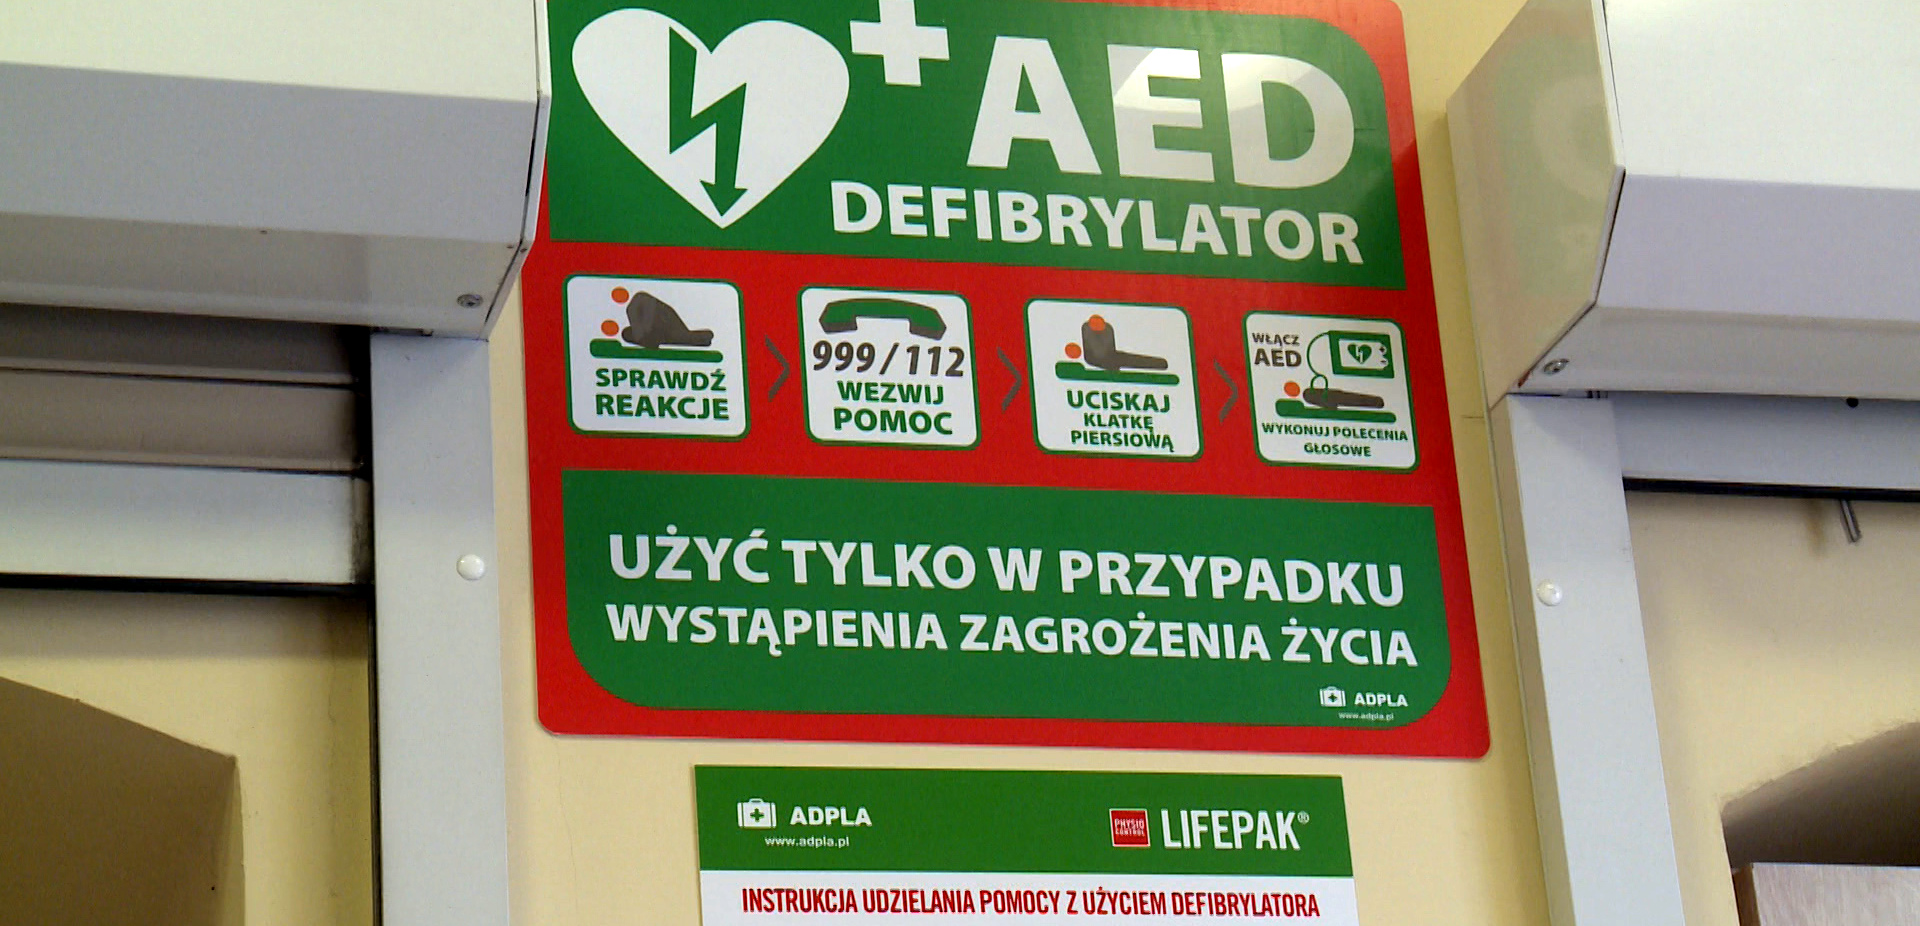 AED
DEFIBRYLATOR
SPRAWDŹ
REAKCJE
999/112
WEZWIJ
POMOC
UCISKAJ
KLATKĘ
PIERSIOWĄ
WŁĄCZ
AED
WYKONUJ POLECENIA
GŁOSOWE
UŻYĆ TYLKO W PRZYPADKU
WYSTĄPIENIA ZAGROŻENIA ŻYCIA
ADPLA
www.adpla.pl
ADPLA
www.adpla.pl
PHYSIO
CONTROL
LIFEPAK®
INSTRUKCJA UDZIELANIA POMOCY Z UŻYCIEM DEFIBRYLATORA